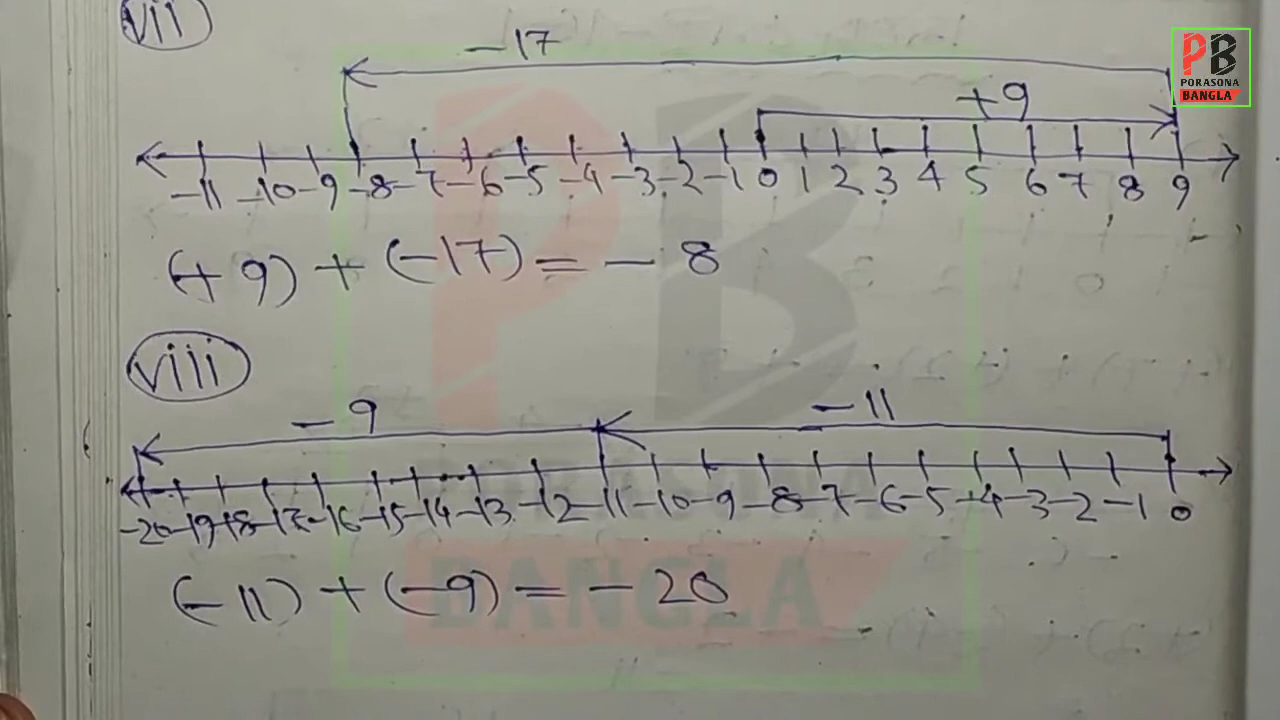 vii
-17
PB
PORASONA
BANGLA
+9
-11 -10 -9 -8 -7 -6 -5 -4 -3 -2 -1 0 1 2 3 4 5 6 7 8 9
(+9) + (-17) = - 8
viii
-9 -11
-20 -19 -18 -17 -16 -15 -14 -13 -12 -11 -10 -9 -8 -7 -6 -5 -4 -3 -2 -1 0
(-11) + (-9) = - 20
PB
PORASONA
BANGLA